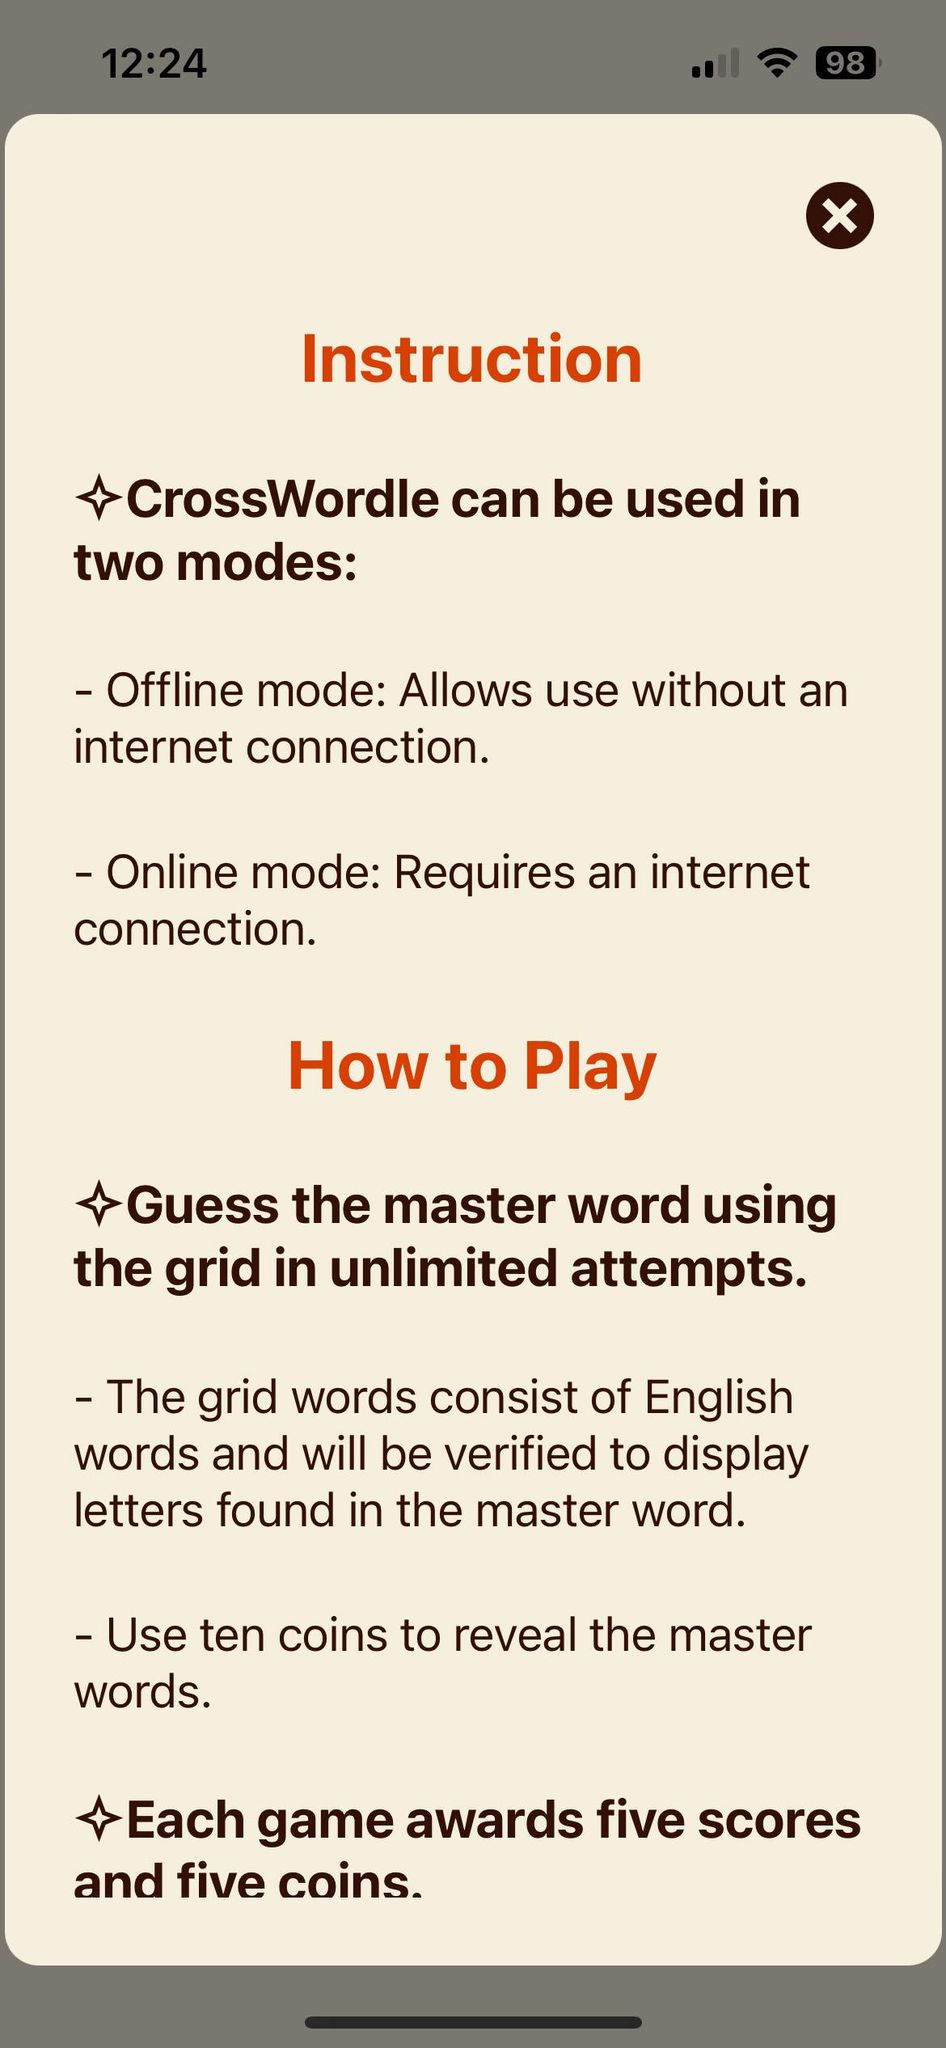 12:24
98
Instruction
✧CrossWordle can be used in
two modes:
- Offline mode: Allows use without an
internet connection.
- Online mode: Requires an internet
connection.
How to Play
✧Guess the master word using
the grid in unlimited attempts.
- The grid words consist of English
words and will be verified to display
letters found in the master word.
- Use ten coins to reveal the master
words.
✧Each game awards five scores
and five coins.